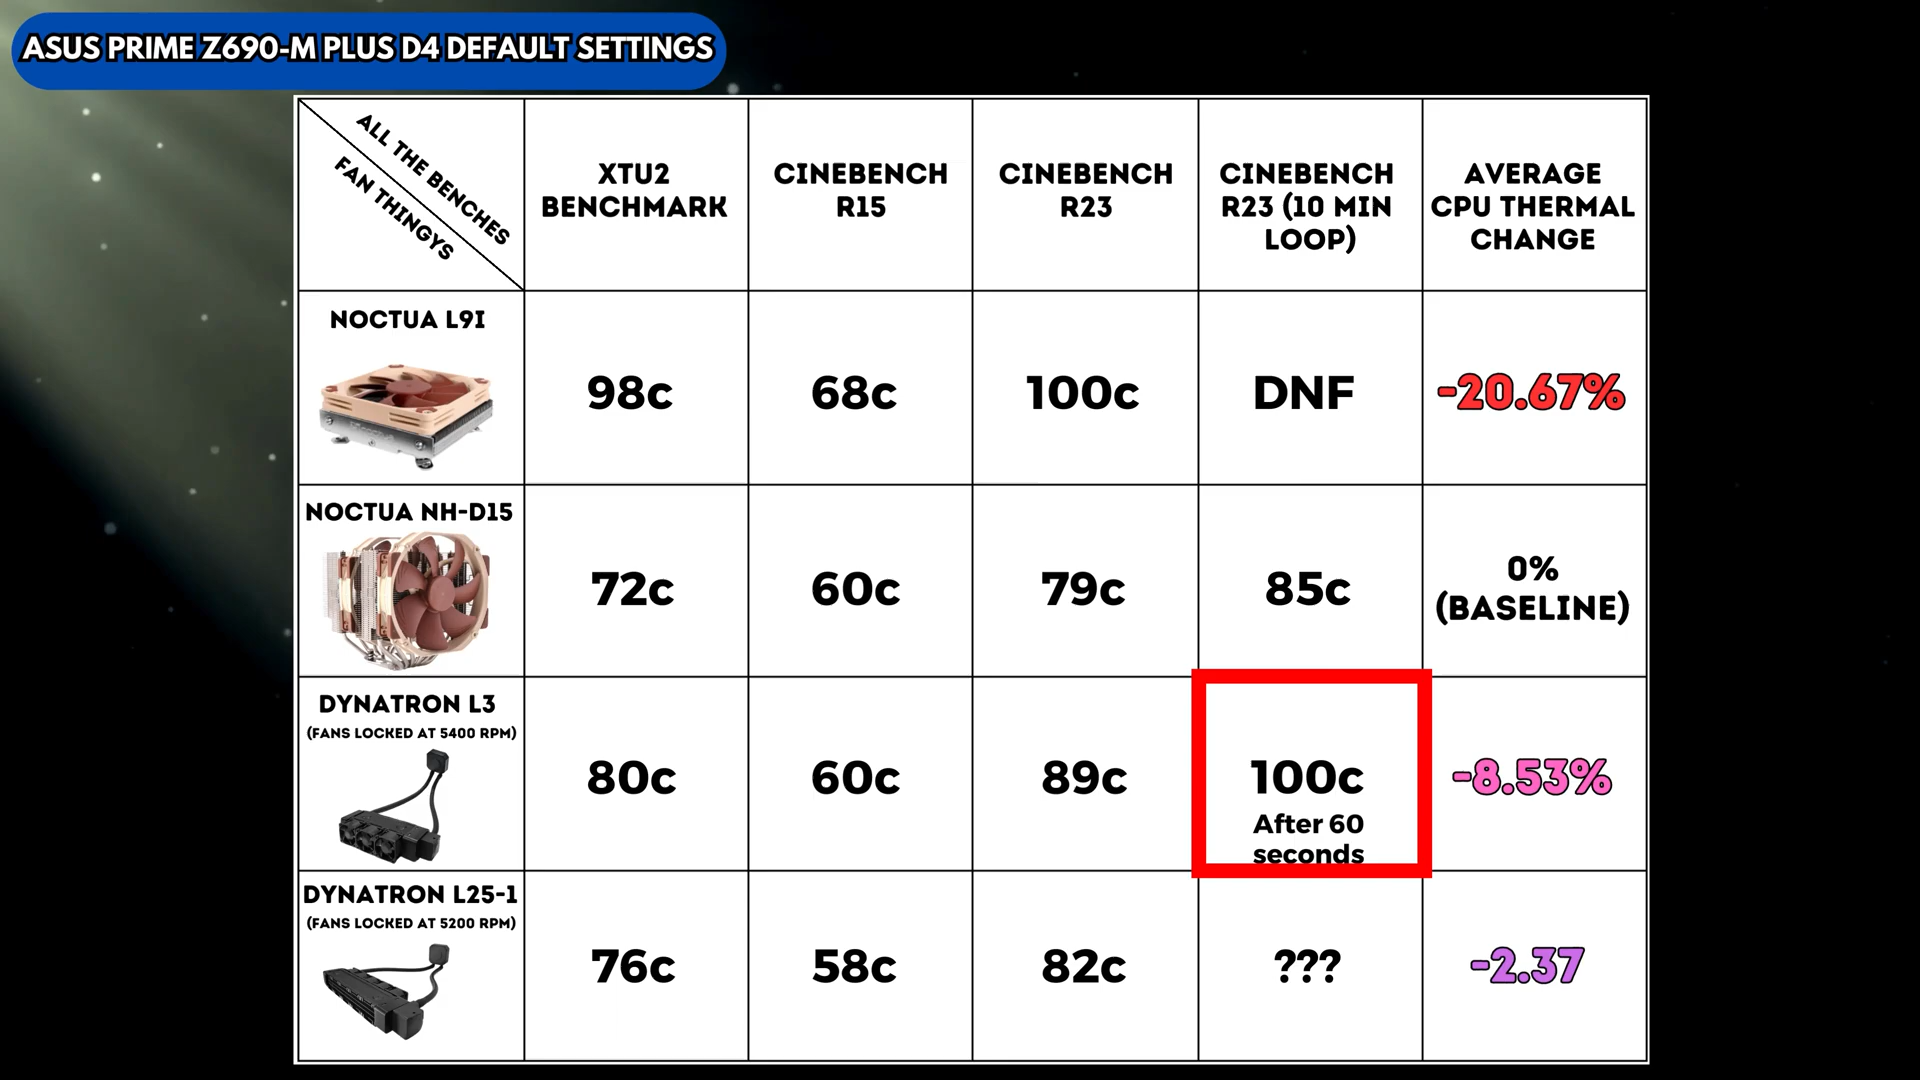 ASUS PRIME Z690-M PLUS D4 DEFAULT SETTINGS
ALL THE BENCHES
FAN THINGYS
XTU2
BENCHMARK
CINEBENCH
R15
CINEBENCH
R23
CINEBENCH
R23 (10 MIN
LOOP)
AVERAGE
CPU THERMAL
CHANGE
NOCTUA L9I
98c
68c
100c
DNF
-20.67%
NOCTUA NH-D15
72c
60c
79c
85c
0%
(BASELINE)
DYNATRON L3
(FANS LOCKED AT 5400 RPM)
80c
60c
89c
100c
After 60
seconds
-8.53%
DYNATRON L25-1
(FANS LOCKED AT 5200 RPM)
76c
58c
82c
???
-2.37